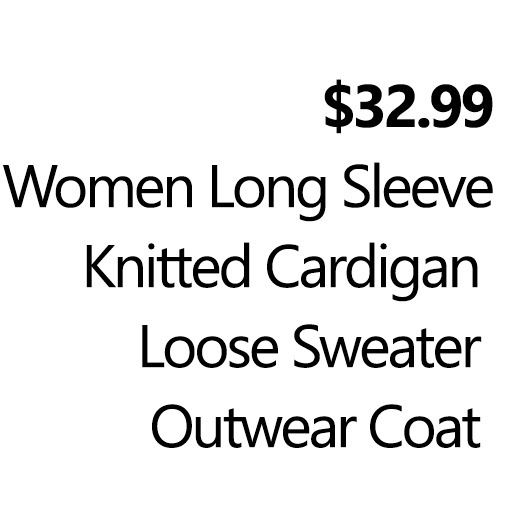 $32.99
Women Long Sleeve
Knitted Cardigan
Loose Sweater
Outwear Coat